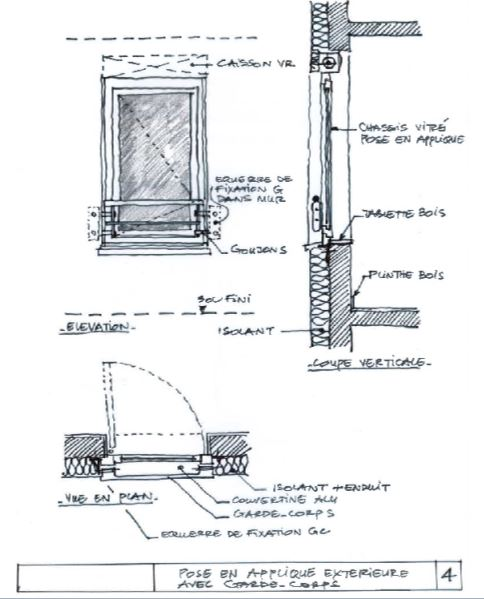 CAISSON VR
CHASSIS VITRÉ
POSE EN APPLIQUE
EQUERRE DE
FIXATION G
DANS MUR
TABLETTE BOIS
GOUJONS
PLINTHE BOIS
SOL FINI
ELEVATION
ISOLANT
COUPE VERTICALE
ISOLANT + ENDUIT
VUE EN PLAN
COUVERTINE ALU
GARDE-CORPS
EQUERRE DE FIXATION GC
POSE EN APPLIQUE EXTERIEURE
AVEC GARDE-CORPS
4